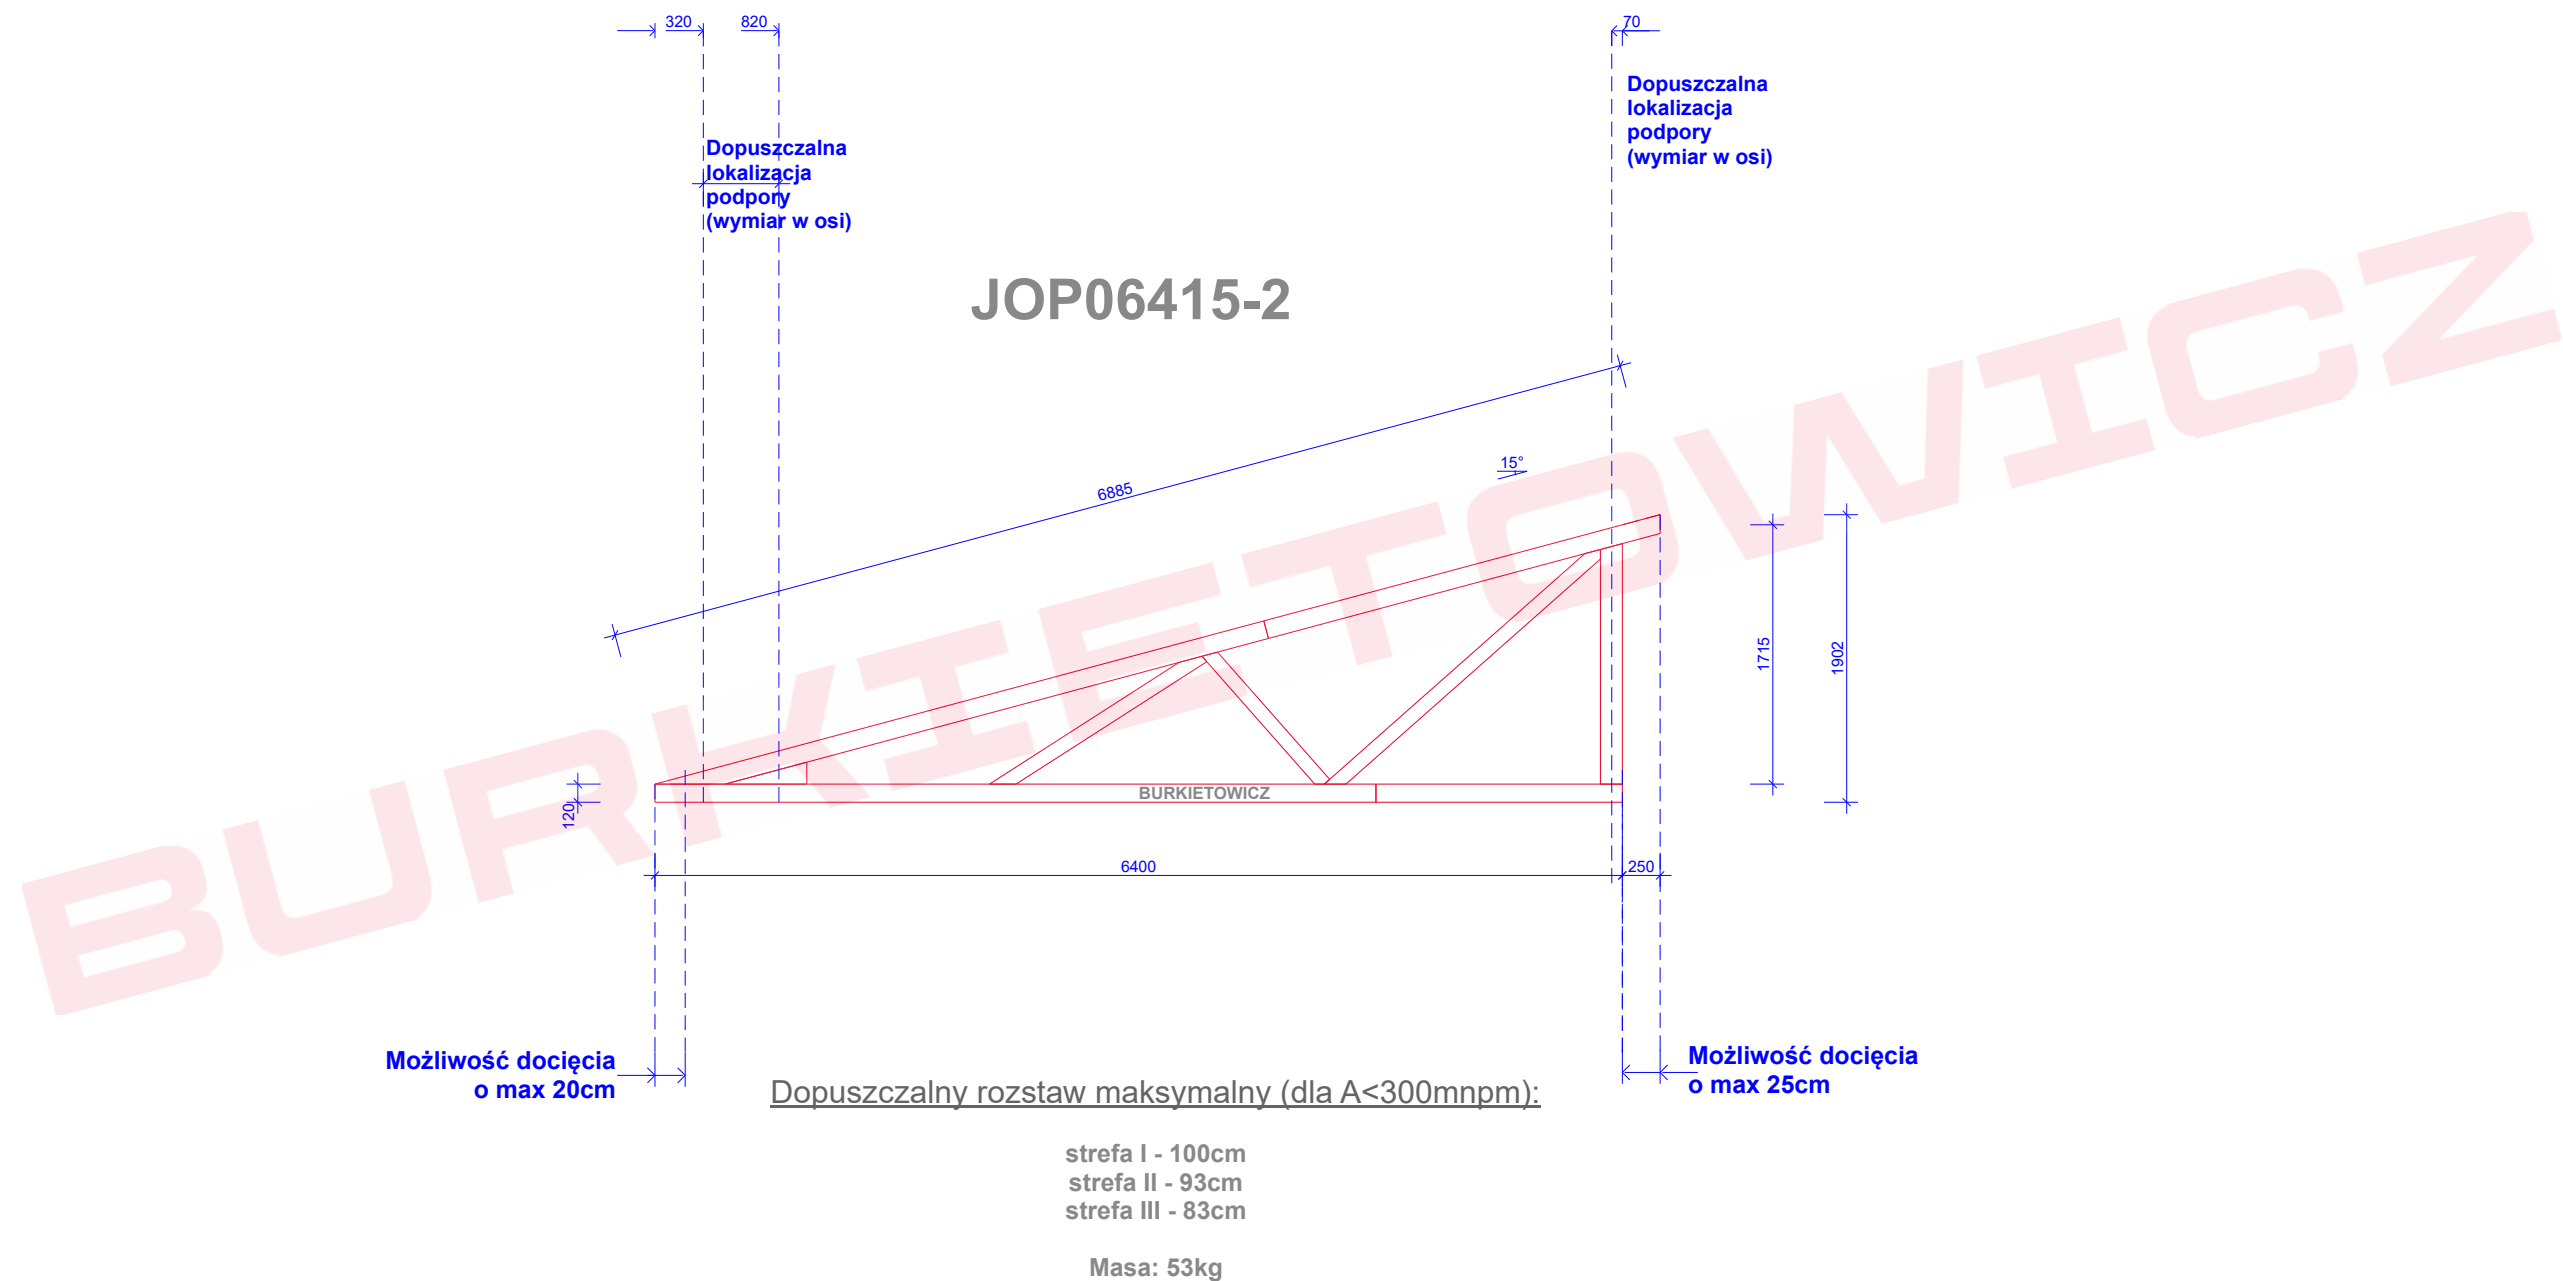 320
820
70
Dopuszczalna
lokalizacja
podpory
(wymiar w osi)
Dopuszczalna
lokalizacja
podpory
(wymiar w osi)
JOP06415-2
15°
6885
1715
1902
120
BURKIETOWICZ
BURKIETOWICZ
6400
250
Możliwość docięcia
o max 20cm
Możliwość docięcia
o max 25cm
Dopuszczalny rozstaw maksymalny (dla A<300mnpm):
strefa I - 100cm
strefa II - 93cm
strefa III - 83cm
Masa: 53kg